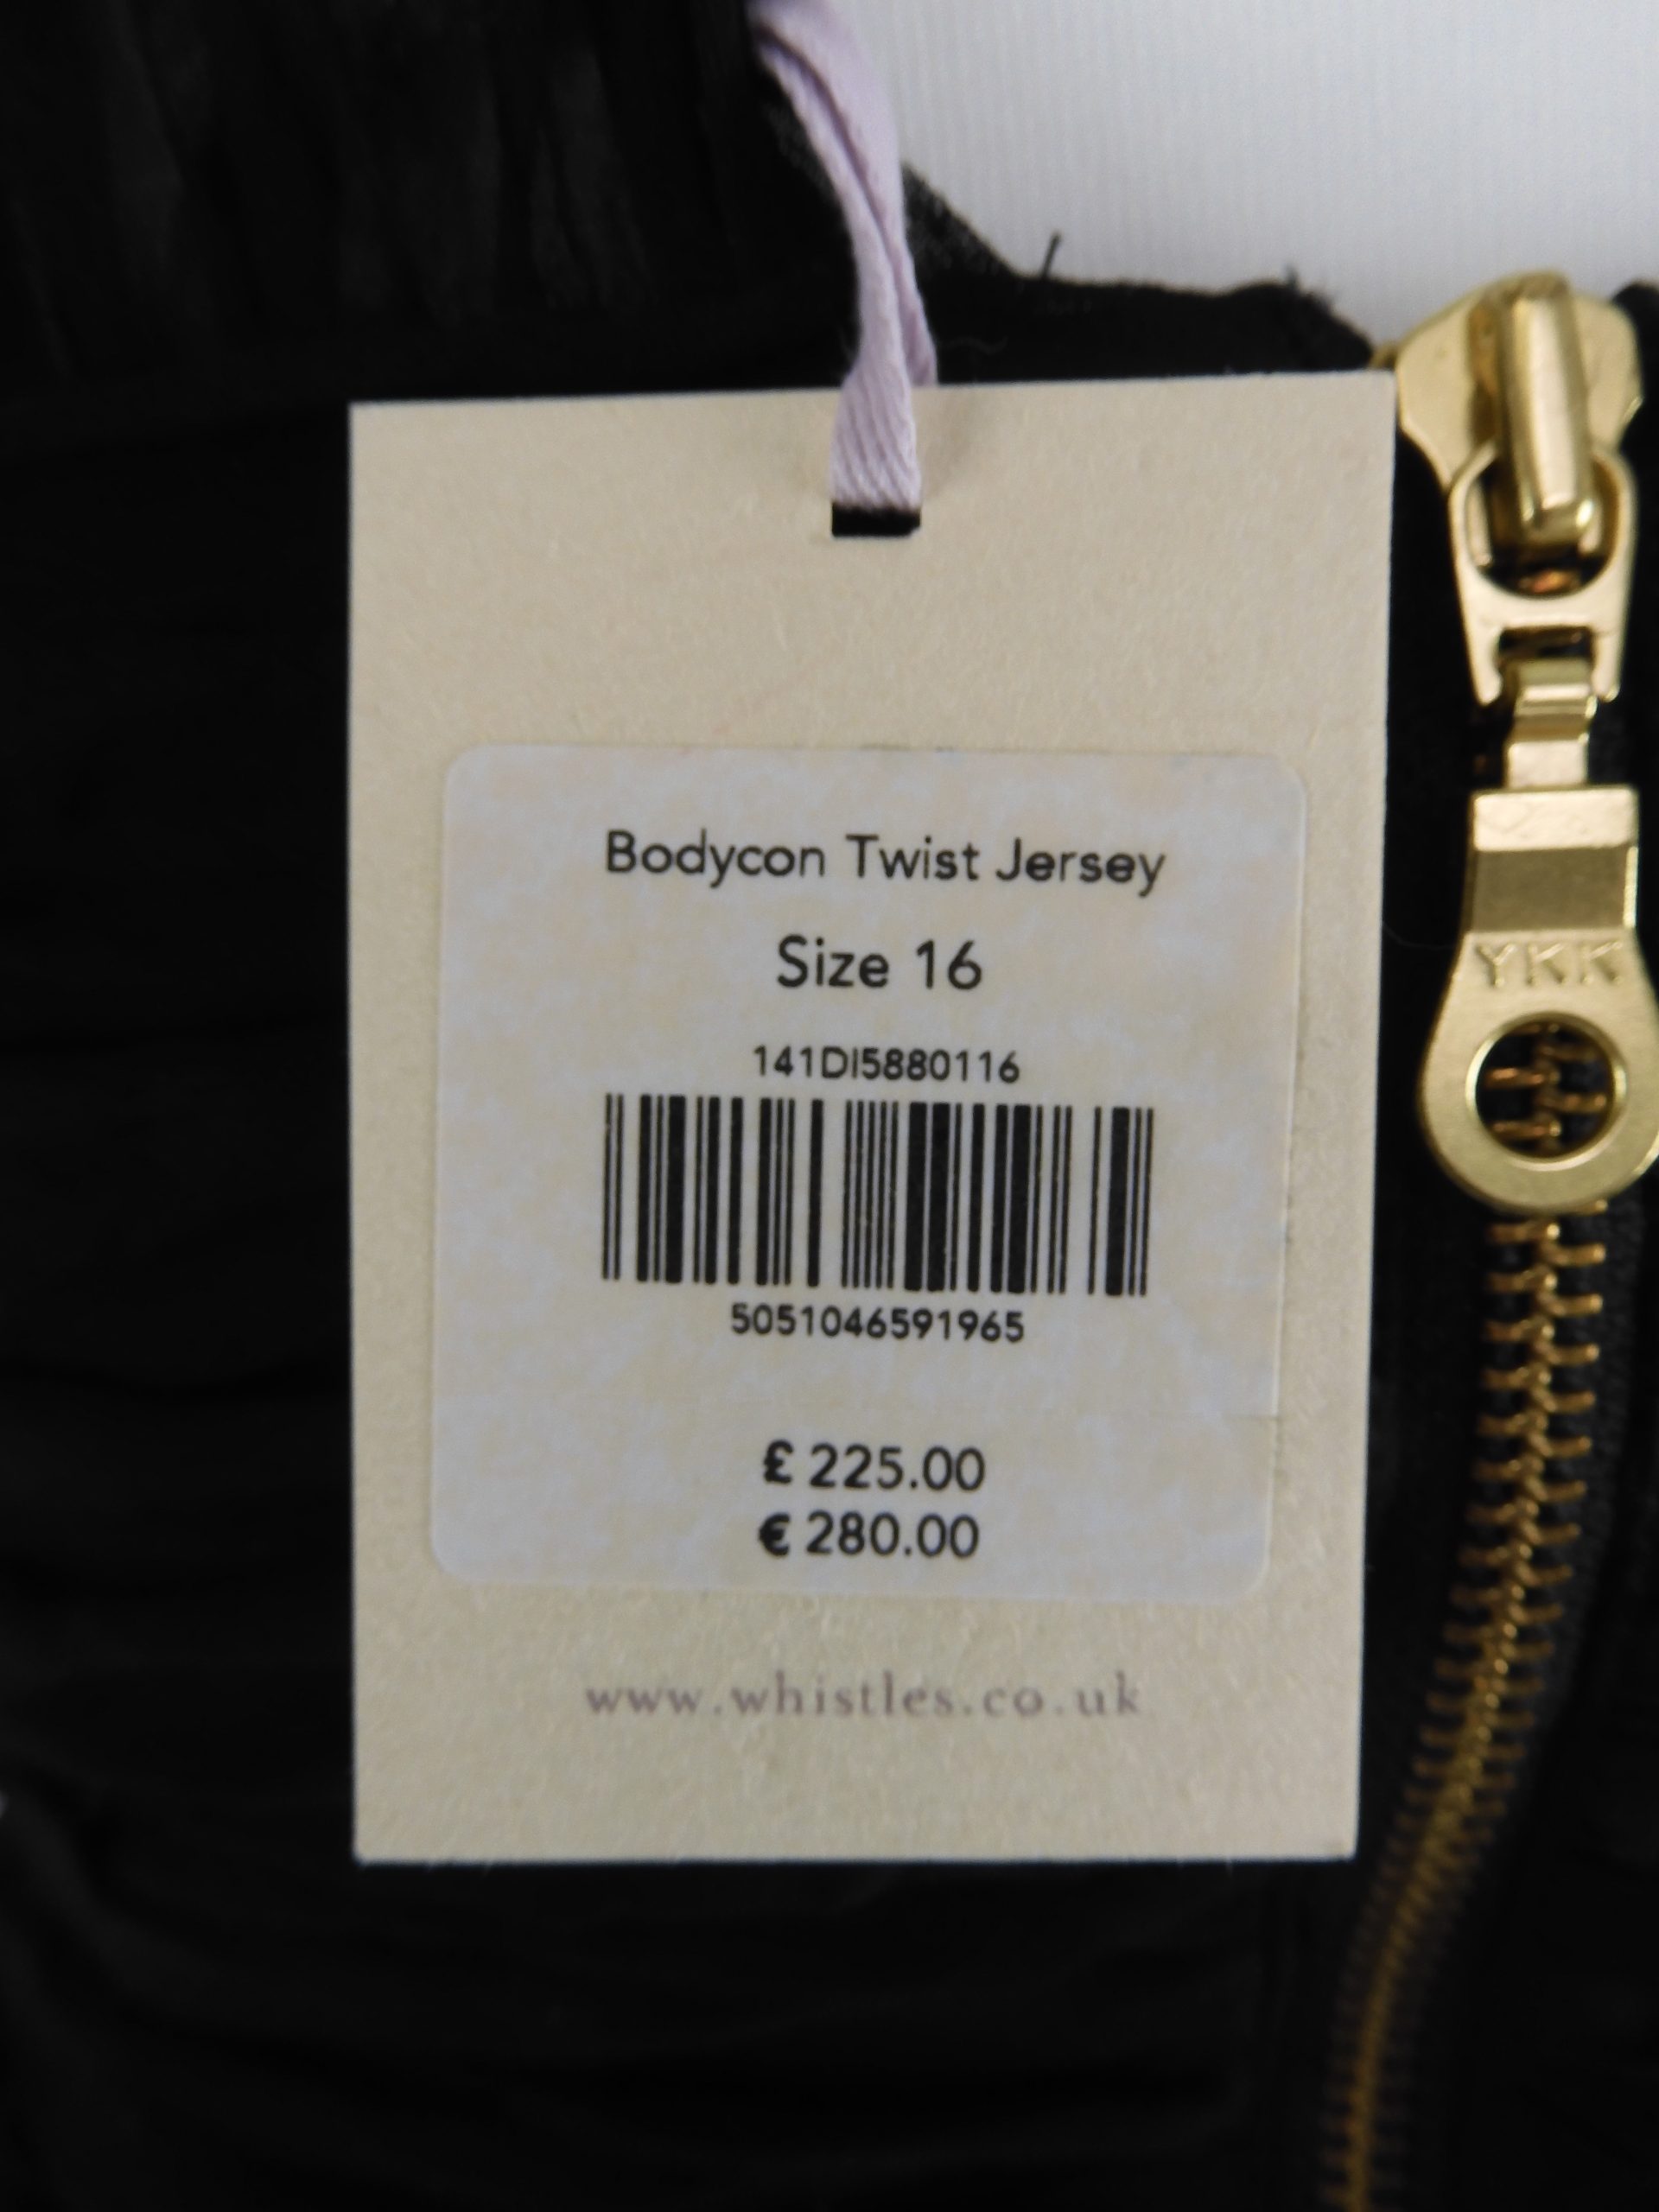 Bodycon Twist Jersey
Size 16
141DI5880116
5051046591965
£ 225.00
€ 280.00
www.whistles.co.uk
YKK